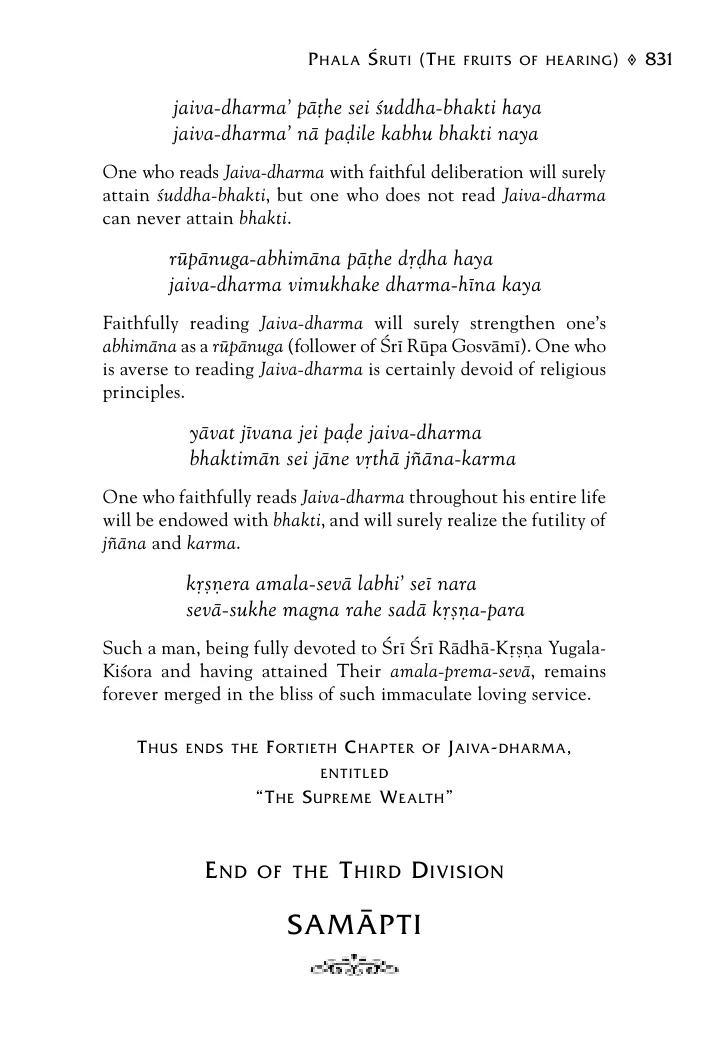 Phala Śruti (The fruits of hearing) ◊ 831
jaiva-dharma’ pāṭhe sei śuddha-bhakti haya
jaiva-dharma’ nā paḍile kabhu bhakti naya
One who reads Jaiva-dharma with faithful deliberation will surely
attain śuddha-bhakti, but one who does not read Jaiva-dharma
can never attain bhakti.
rūpānuga-abhimāna pāṭhe dṛḍha haya
jaiva-dharma vimukhake dharma-hīna kaya
Faithfully reading Jaiva-dharma will surely strengthen one’s
abhimāna as a rūpānuga (follower of Śrī Rūpa Gosvāmī). One who
is averse to reading Jaiva-dharma is certainly devoid of religious
principles.
yāvat jīvana jei paḍe jaiva-dharma
bhaktimān sei jāne vṛthā jñāna-karma
One who faithfully reads Jaiva-dharma throughout his entire life
will be endowed with bhakti, and will surely realize the futility of
jñāna and karma.
kṛṣṇera amala-sevā labhi’ seī nara
sevā-sukhe magna rahe sadā kṛṣṇa-para
Such a man, being fully devoted to Śrī Śrī Rādhā-Kṛṣṇa Yugala-
Kiśora and having attained Their amala-prema-sevā, remains
forever merged in the bliss of such immaculate loving service.
Thus ends the Fortieth Chapter of Jaiva-dharma,
entitled
“The Supreme Wealth”
End of the Third Division
SAMĀPTI